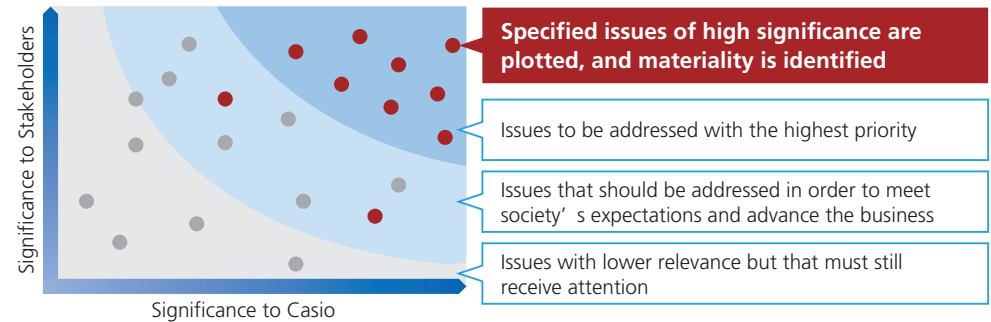 Significance to Stakeholders
Specified issues of high significance are
plotted, and materiality is identified
Issues to be addressed with the highest priority
Issues that should be addressed in order to meet
society’ s expectations and advance the business
Issues with lower relevance but that must still
receive attention
Significance to Casio